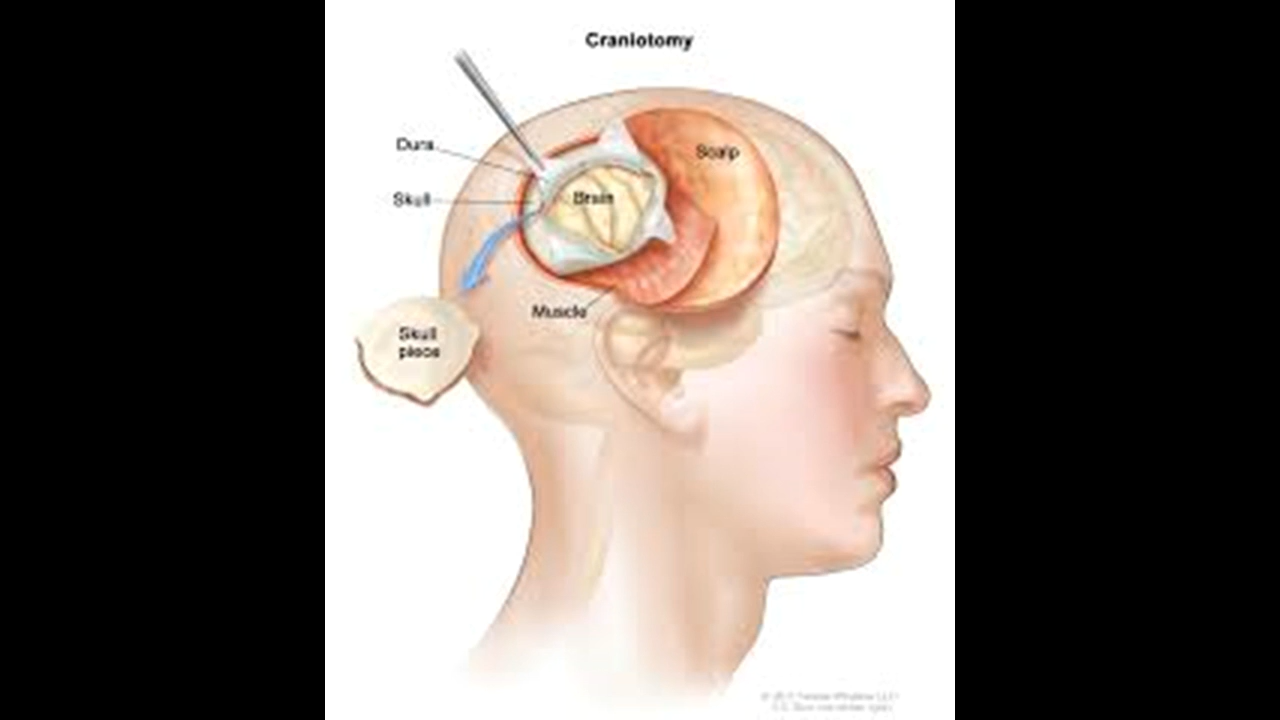 Craniotomy
Dura
Scalp
Skull
Brain
Muscle
Skull
piece